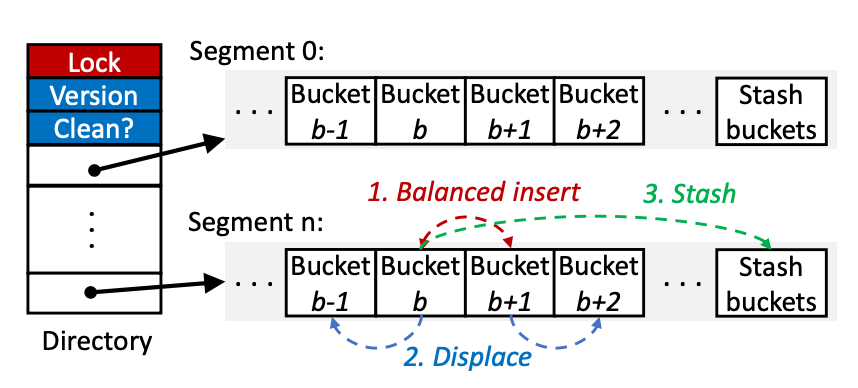 Segment 0:
Lock
Version
Clean?
. . .
Bucket
b-1
Bucket
b
Bucket
b+1
Bucket
b+2
. . .
Stash
buckets
1. Balanced insert
3. Stash
Segment n:
. . .
Bucket
b-1
Bucket
b
Bucket
b+1
Bucket
b+2
. . .
Stash
buckets
Directory
2. Displace